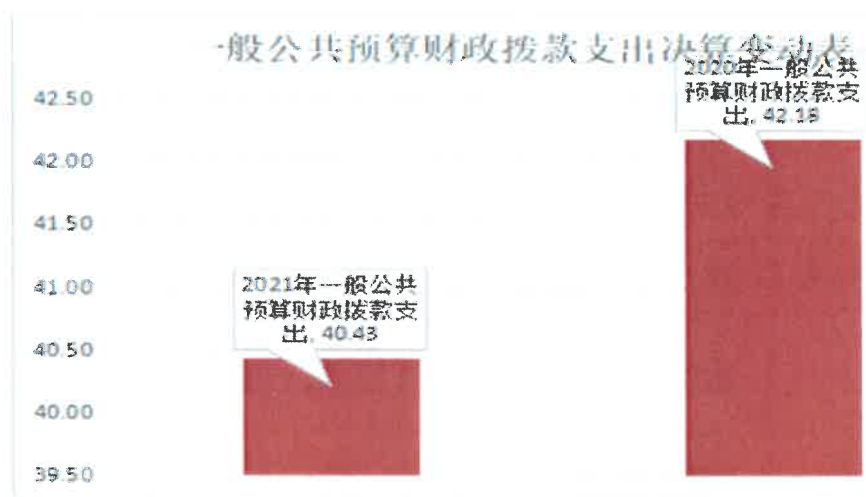 一般公共预算财政拨款支出决算变动表
2020年一般公共
预算财政拨款支
出, 42.18
42.50
42.00
41.50
41.00
40.50
40.00
39.50
2021年一般公共
预算财政拨款支
出, 40.43